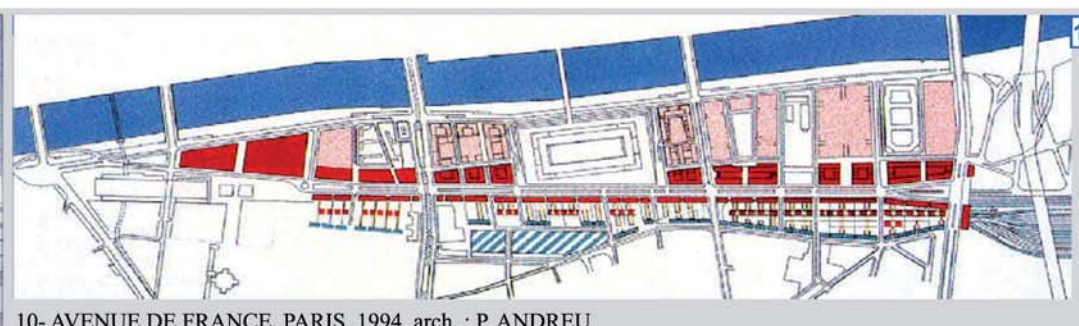 10- AVENUE DE FRANCE, PARIS, 1994, arch. : P. ANDREU